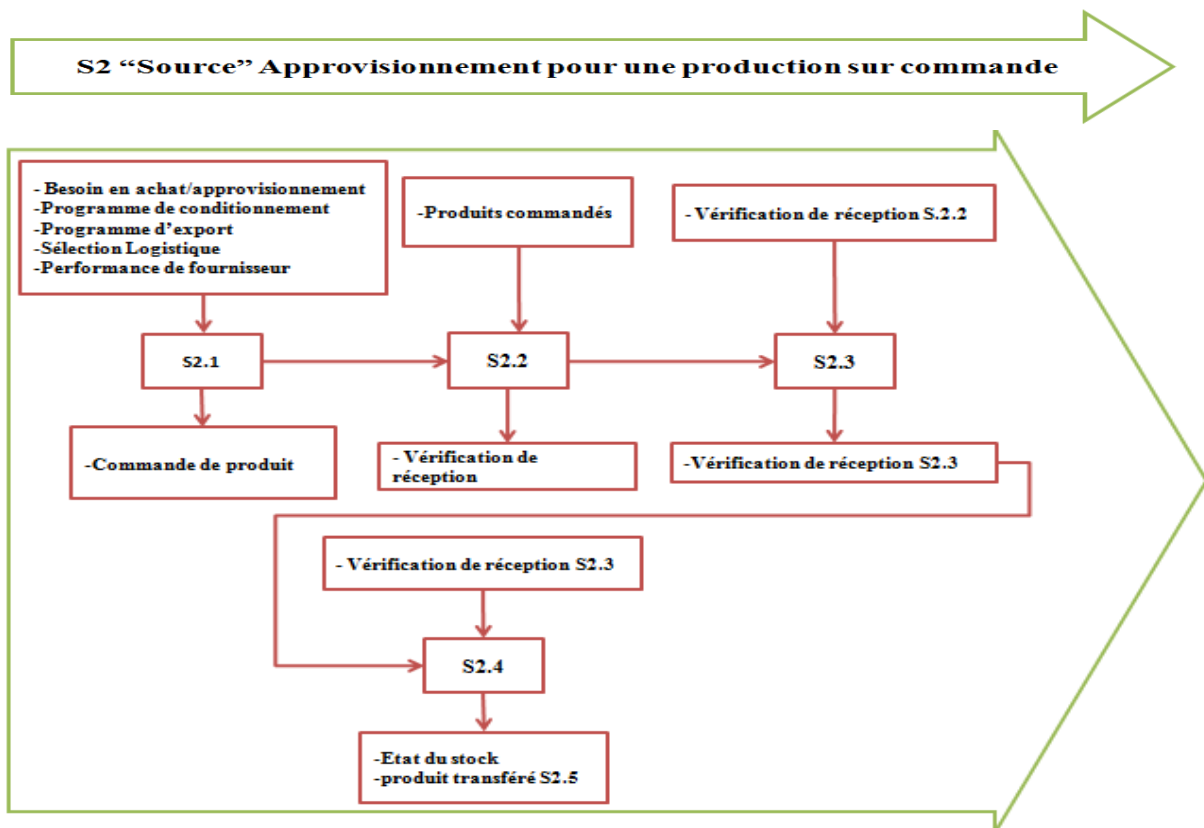 S2 “Source” Approvisionnement pour une production sur commande
- Besoin en achat/approvisionnement
- Programme de conditionnement
- Programme d’export
- Sélection Logistique
-Performance de fournisseur
-Produits commandés
- Vérification de réception S.2.2
S2.1
S2.2
S2.3
-Commande de produit
- Vérification de
réception
-Vérification de réception S2.3
- Vérification de réception S2.3
S2.4
-Etat du stock
-produit transféré S2.5